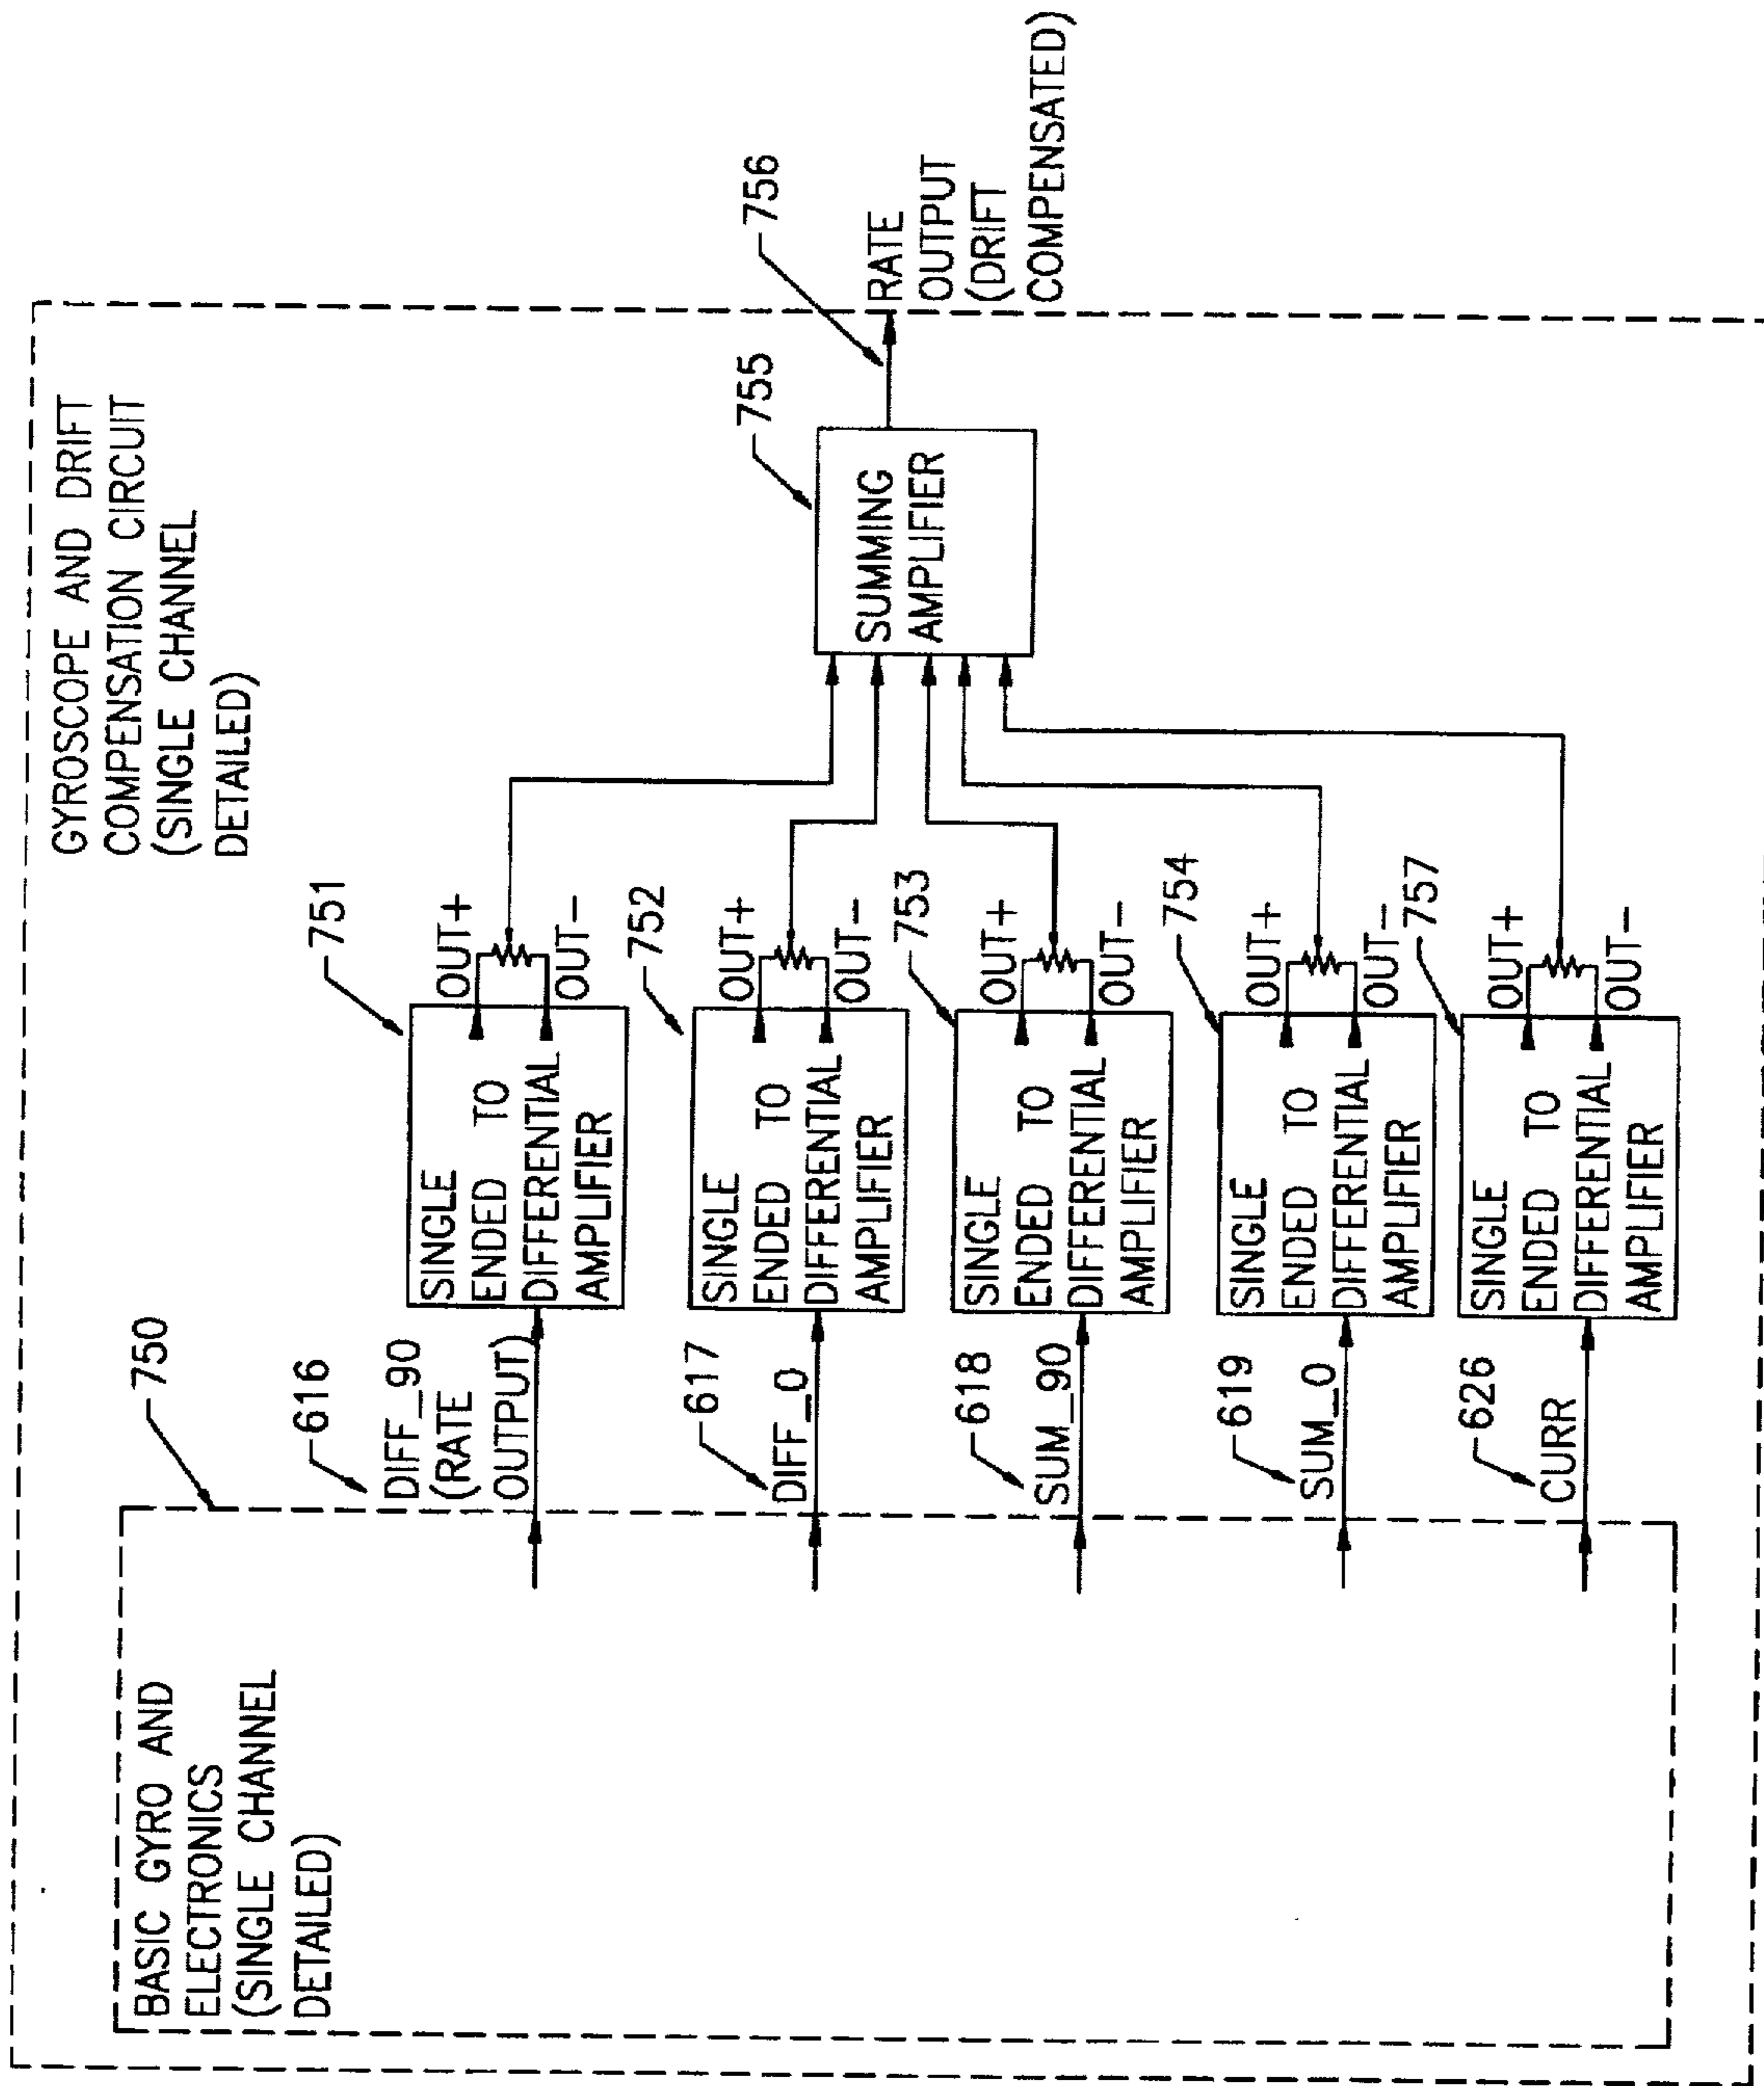 GYROSCOPE AND DRIFT
COMPENSATION CIRCUIT
(SINGLE CHANNEL
DETAILED)
BASIC GYRO AND
ELECTRONICS
(SINGLE CHANNEL
DETAILED)
750
616
DIFF_90
(RATE
OUTPUT)
751
SINGLE
ENDED TO
DIFFERENTIAL
AMPLIFIER
OUT+
OUT-
617
DIFF_0
752
SINGLE
ENDED TO
DIFFERENTIAL
AMPLIFIER
OUT+
OUT-
618
SUM_90
753
SINGLE
ENDED TO
DIFFERENTIAL
AMPLIFIER
OUT+
OUT-
619
SUM_0
754
SINGLE
ENDED TO
DIFFERENTIAL
AMPLIFIER
OUT+
OUT-
626
CURR
757
SINGLE
ENDED TO
DIFFERENTIAL
AMPLIFIER
OUT+
OUT-
755
SUMMING
AMPLIFIER
756
RATE
OUTPUT
(DRIFT
COMPENSATED)